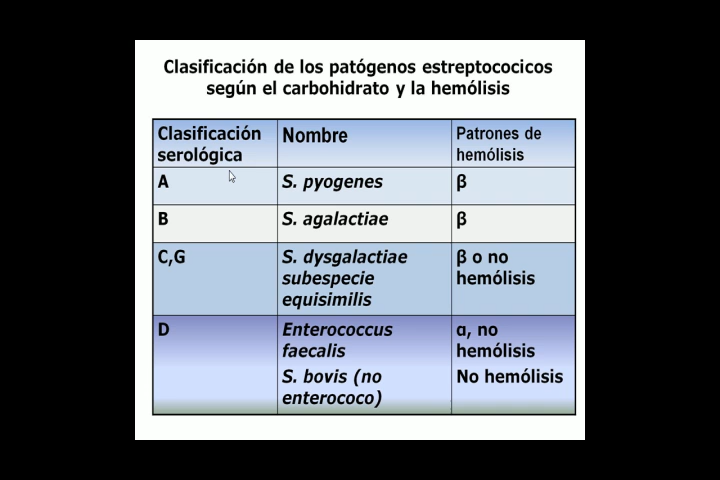 Clasificación de los patógenos estreptococicos
según el carbohidrato y la hemólisis
Clasificación
serológica
Nombre
Patrones de
hemólisis
A
S. pyogenes
β
B
S. agalactiae
β
C,G
S. dysgalactiae
subespecie
equisimilis
β o no
hemólisis
D
Enterococcus
faecalis
α, no
hemólisis
S. bovis (no
enterococo)
No hemólisis